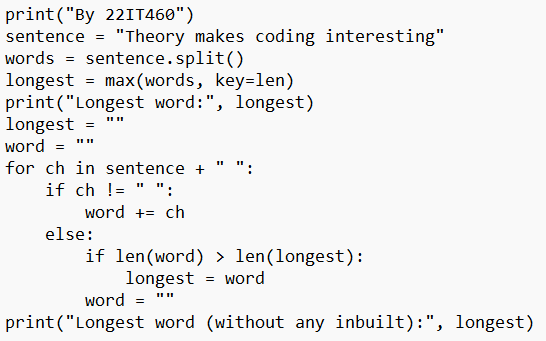 print("By 22IT460")
sentence = "Theory makes coding interesting"
words = sentence.split()
longest = max(words, key=len)
print("Longest word:", longest)
longest = ""
word = ""
for ch in sentence + " ":
    if ch != " ":
        word += ch
    else:
        if len(word) > len(longest):
            longest = word
        word = ""
print("Longest word (without any inbuilt):", longest)